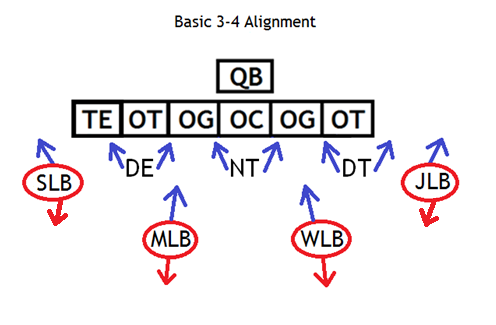 Basic 3-4 Alignment
QB
TE OT OG OC OG OT
DE NT DT
SLB JLB
MLB WLB